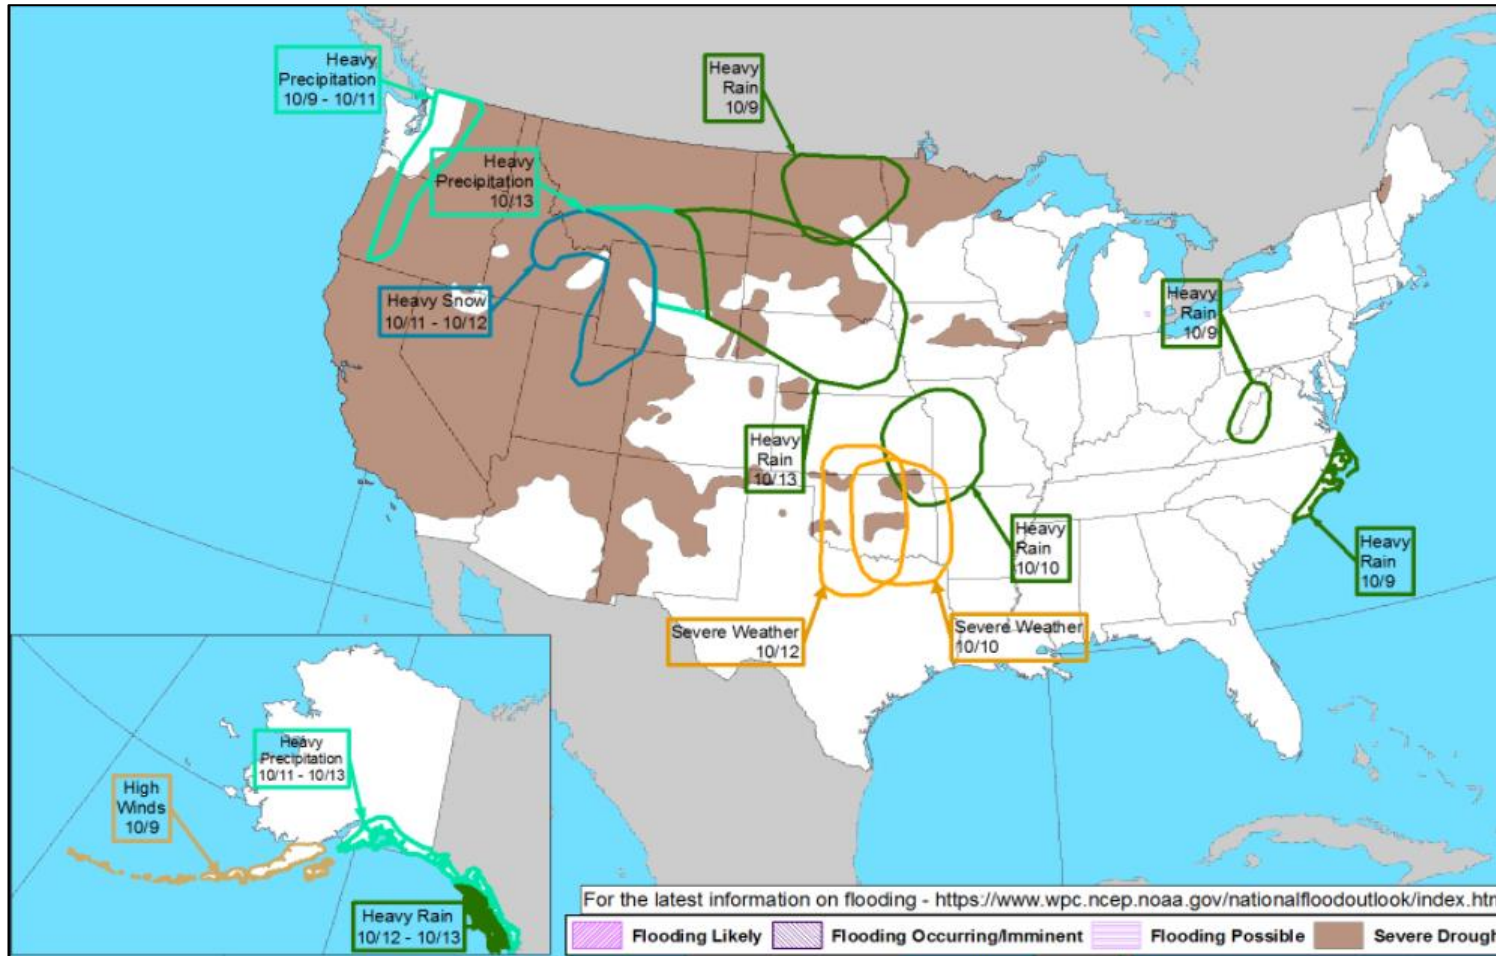 Heavy
Precipitation
10/9 - 10/11
Heavy
Rain
10/9
Heavy
Precipitation
10/13
Heavy Snow
10/11 - 10/12
Heavy
Rain
10/9
Heavy
Rain
10/13
Heavy
Rain
10/10
Heavy
Rain
10/9
Severe Weather
10/12
Severe Weather
10/10
Heavy
Precipitation
10/11 - 10/13
High
Winds
10/9
Heavy Rain
10/12 - 10/13
For the latest information on flooding - https://www.wpc.ncep.noaa.gov/nationalfloodoutlook/index.htm
Flooding Likely
Flooding Occurring/Imminent
Flooding Possible
Severe Drough